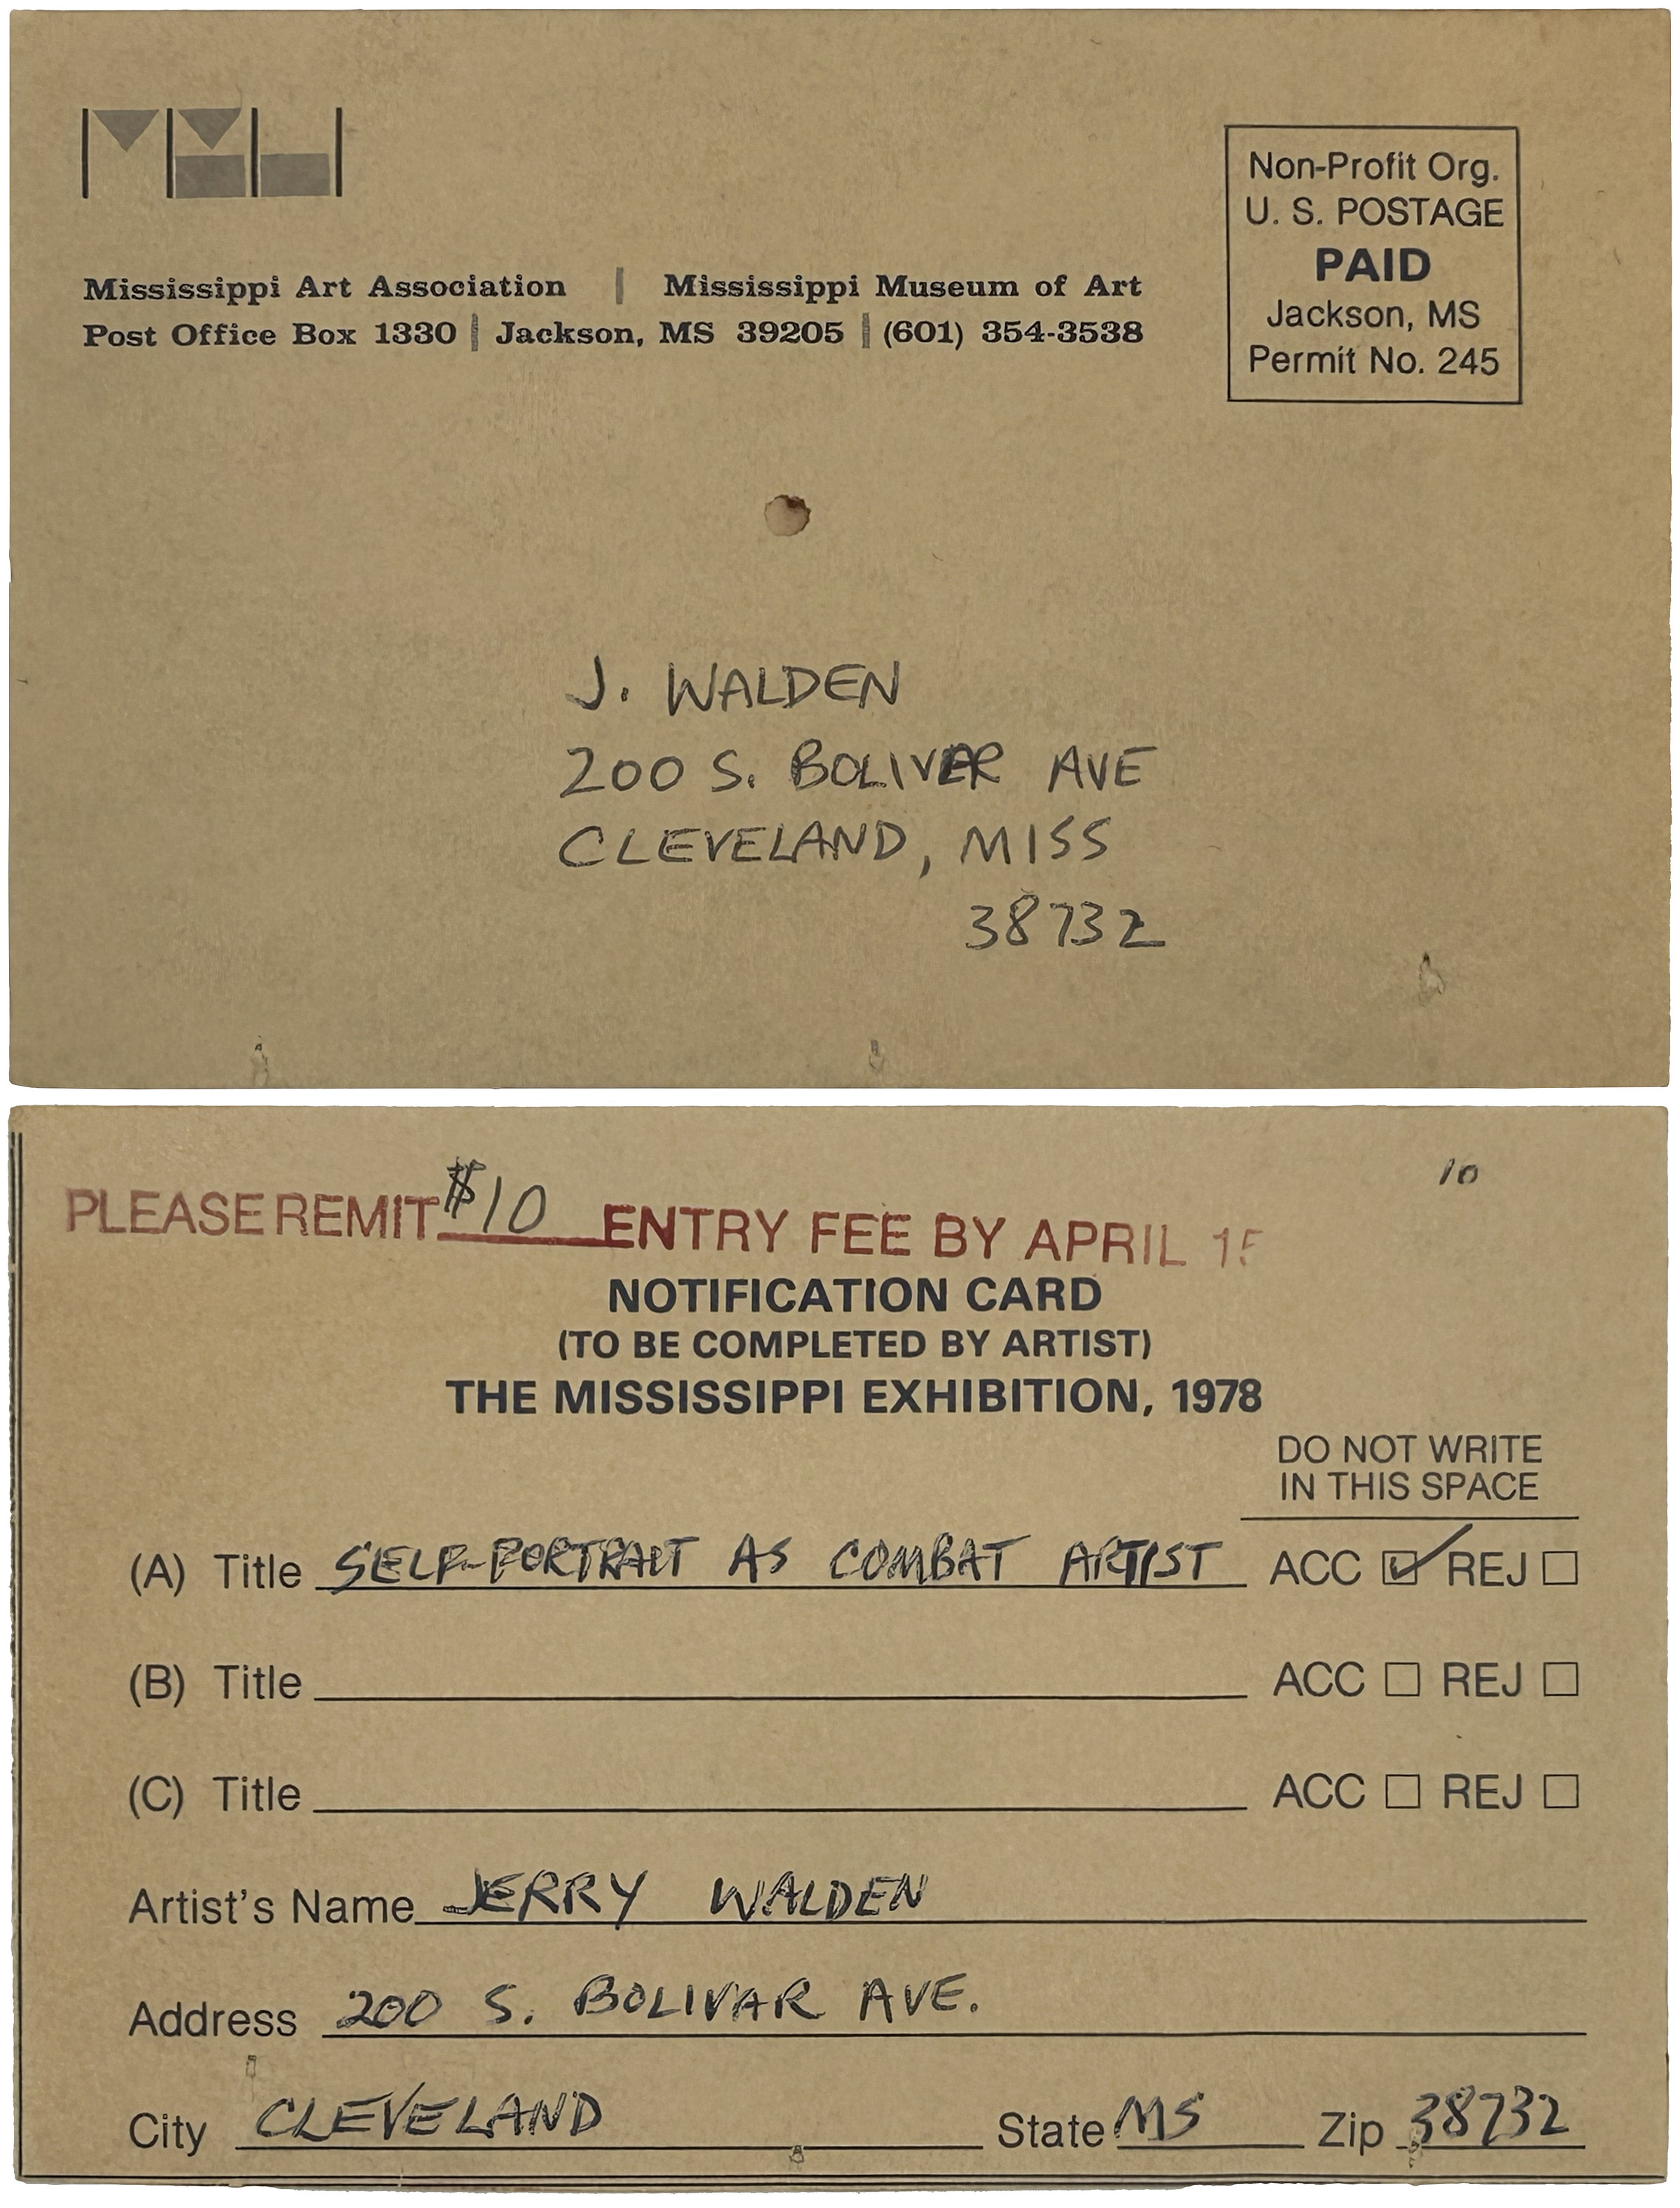 Mississippi Art Association | Mississippi Museum of Art
Post Office Box 1330 | Jackson, MS 39205 | (601) 354-3538
Non-Profit Org.
U. S. POSTAGE
PAID
Jackson, MS
Permit No. 245
J. WALDEN
200 S. BOLIVAR AVE
CLEVELAND, MISS
38732
10
PLEASE REMIT $10 ENTRY FEE BY APRIL 15
NOTIFICATION CARD
(TO BE COMPLETED BY ARTIST)
THE MISSISSIPPI EXHIBITION, 1978
DO NOT WRITE
IN THIS SPACE
(A) Title SELF-PORTRAIT AS COMBAT ARTIST ACC ☑ REJ ☐
(B) Title ACC ☐ REJ ☐
(C) Title ACC ☐ REJ ☐
Artist's Name JERRY WALDEN
Address 200 S. BOLIVAR AVE.
City CLEVELAND State MS Zip 38732